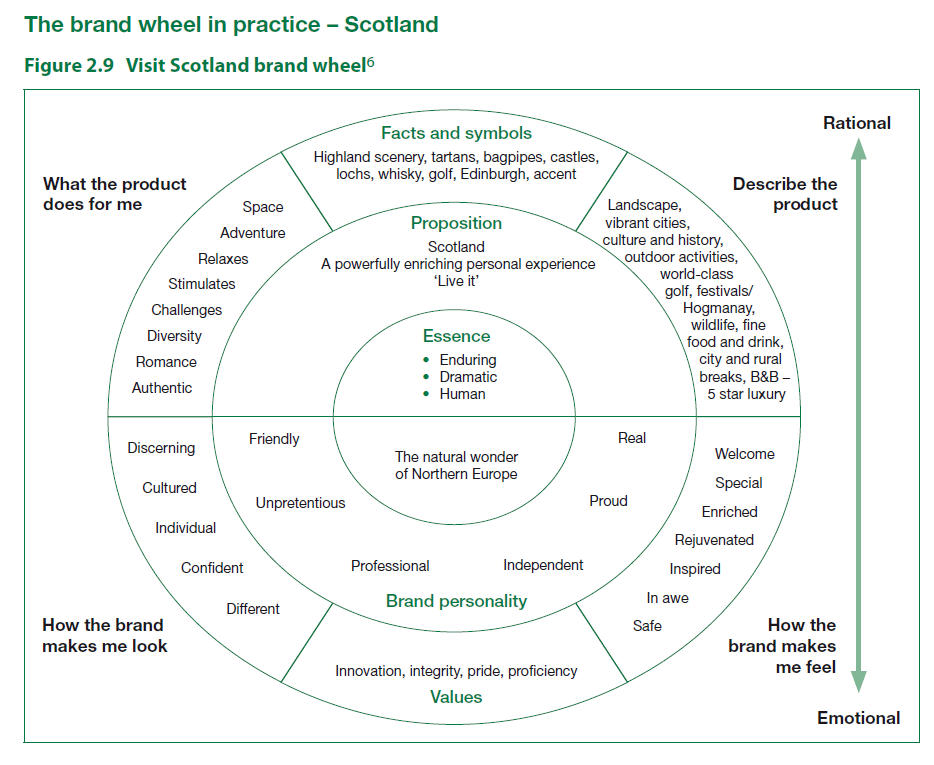 The brand wheel in practice – Scotland
Figure 2.9 Visit Scotland brand wheel6
Rational
Facts and symbols
Highland scenery, tartans, bagpipes, castles,
lochs, whisky, golf, Edinburgh, accent
What the product
does for me
Space
Adventure
Relaxes
Stimulates
Challenges
Diversity
Romance
Authentic
Describe the
product
Landscape,
vibrant cities,
culture and history,
outdoor activities,
world-class
golf, festivals/
Hogmanay,
wildlife, fine
food and drink,
city and rural
breaks, B&B –
5 star luxury
Proposition
Scotland
A powerfully enriching personal experience
‘Live it’
Essence
• Enduring
• Dramatic
• Human
The natural wonder
of Northern Europe
Discerning
Cultured
Individual
Confident
Different
How the brand
makes me look
Friendly
Unpretentious
Professional
Independent
Proud
Real
Brand personality
Welcome
Special
Enriched
Rejuvenated
Inspired
In awe
Safe
How the
brand makes
me feel
Innovation, integrity, pride, proficiency
Values
Emotional